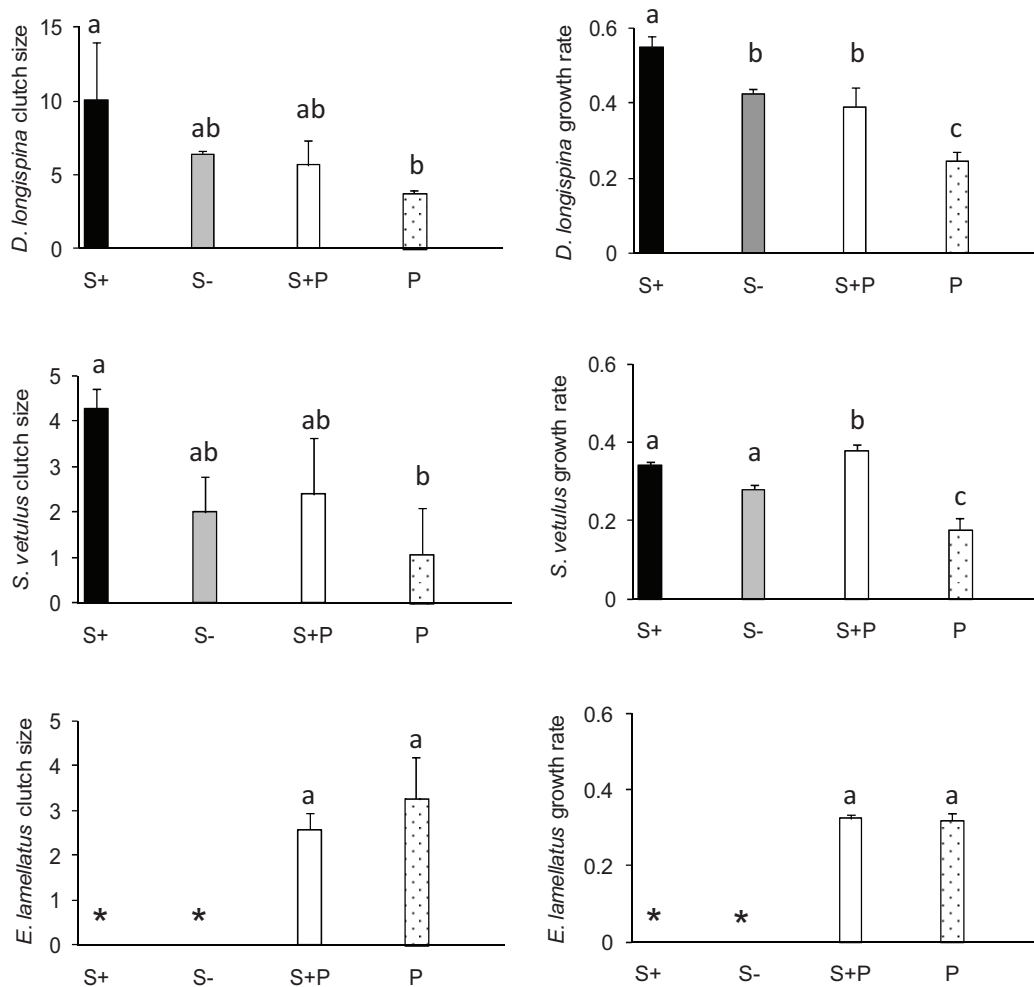 D. longispina clutch size
15
10
5
0
a
ab
ab
b
S+ S- S+P P
D. longispina growth rate
0.6
0.4
0.2
0
a
b
b
c
S+ S- S+P P
S. vetulus clutch size
5
4
3
2
1
0
a
ab
ab
b
S+ S- S+P P
S. vetulus growth rate
0.6
0.4
0.2
0
a
a
b
c
S+ S- S+P P
E. lamellatus clutch size
5
4
3
2
1
0
*
*
a
a
S+ S- S+P P
E. lamellatus growth rate
0.6
0.4
0.2
0
*
*
a
a
S+ S- S+P P